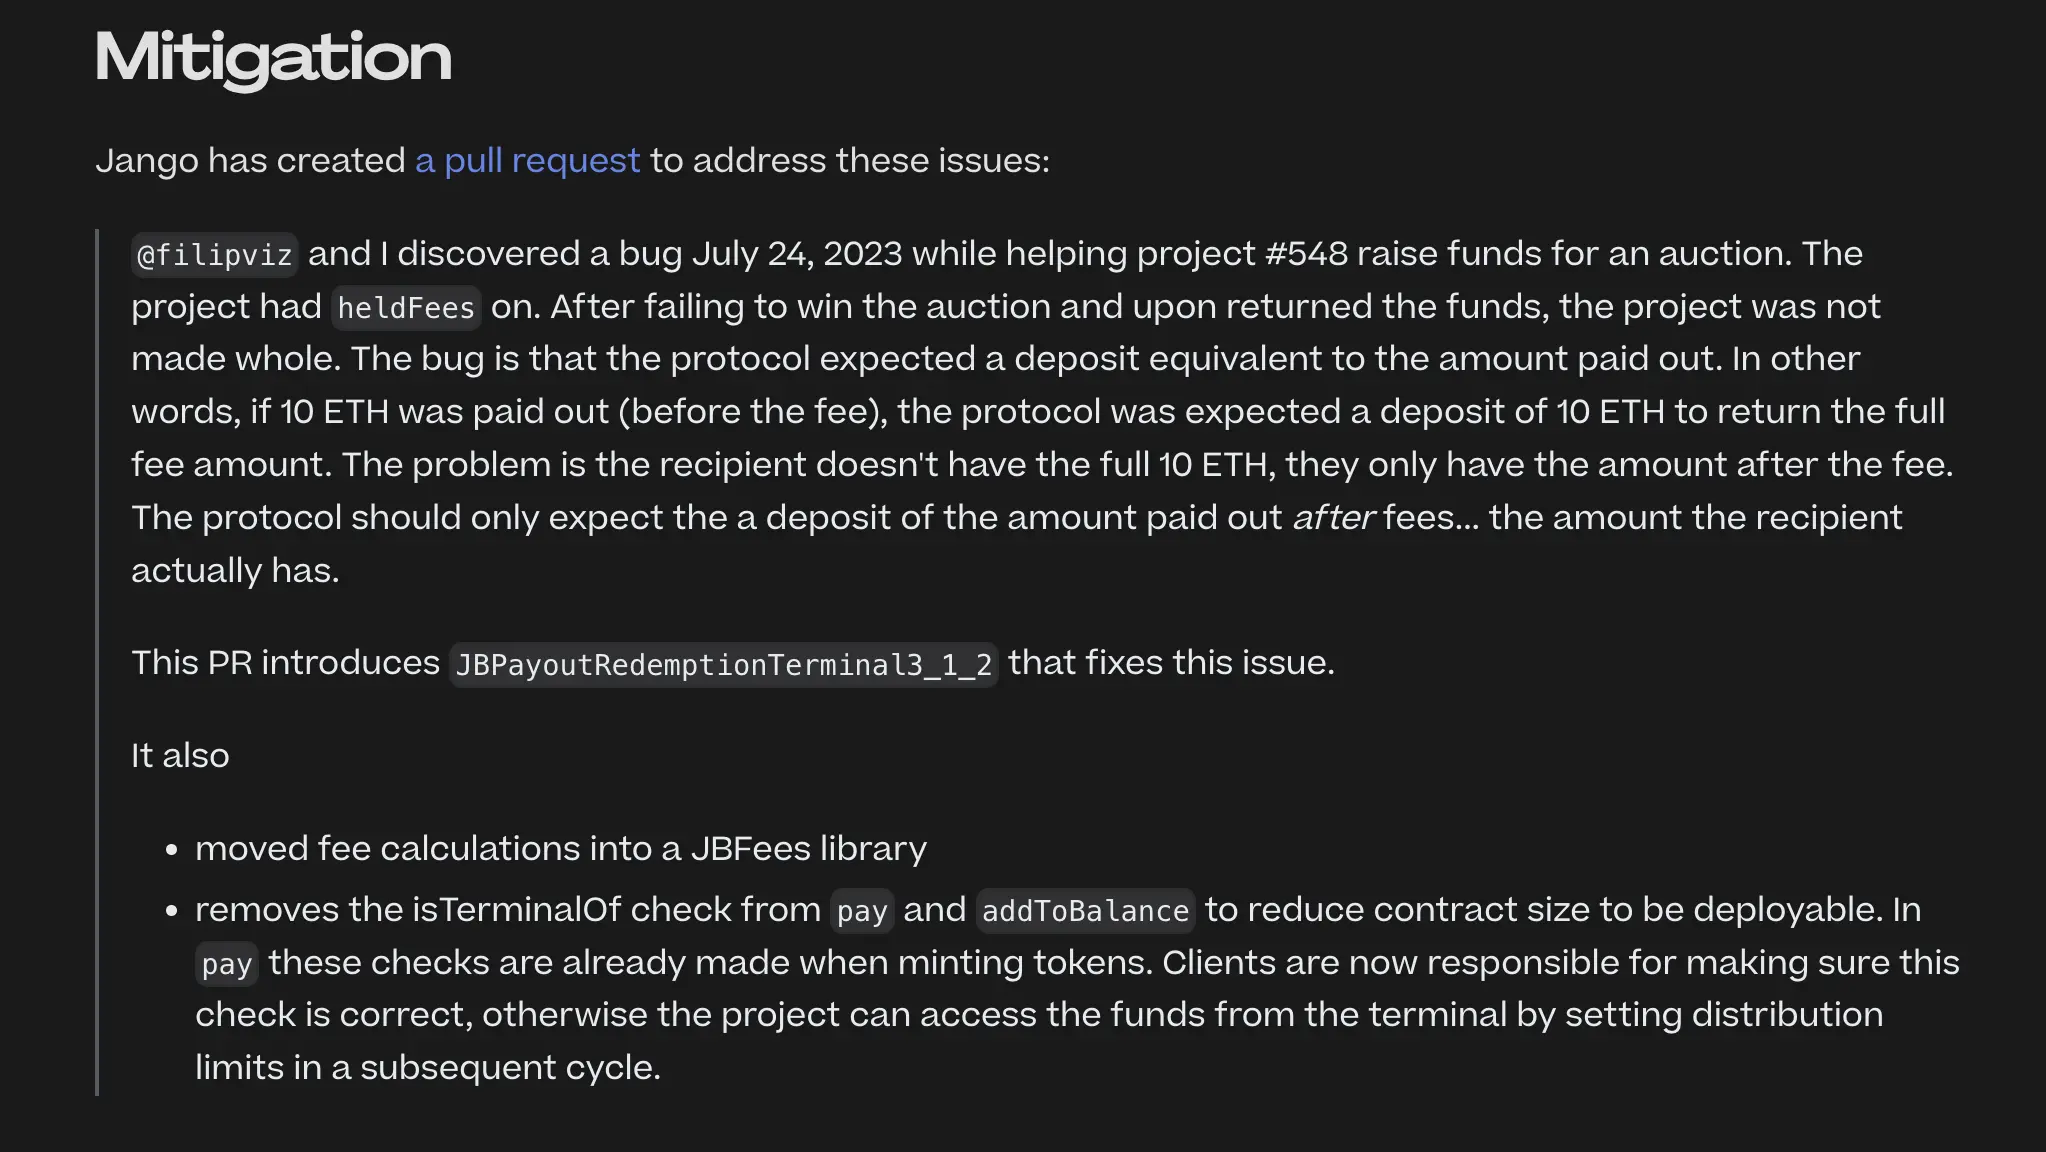 Mitigation
Jango has created a pull request to address these issues:
@filipviz and I discovered a bug July 24, 2023 while helping project #548 raise funds for an auction. The
project had heldFees on. After failing to win the auction and upon returned the funds, the project was not
made whole. The bug is that the protocol expected a deposit equivalent to the amount paid out. In other
words, if 10 ETH was paid out (before the fee), the protocol was expected a deposit of 10 ETH to return the full
fee amount. The problem is the recipient doesn't have the full 10 ETH, they only have the amount after the fee.
The protocol should only expect the a deposit of the amount paid out after fees... the amount the recipient
actually has.
This PR introduces JBPayoutRedemptionTerminal3_1_2 that fixes this issue.
It also
• moved fee calculations into a JBFees library
• removes the isTerminalOf check from pay and addToBalance to reduce contract size to be deployable. In
pay these checks are already made when minting tokens. Clients are now responsible for making sure this
check is correct, otherwise the project can access the funds from the terminal by setting distribution
limits in a subsequent cycle.